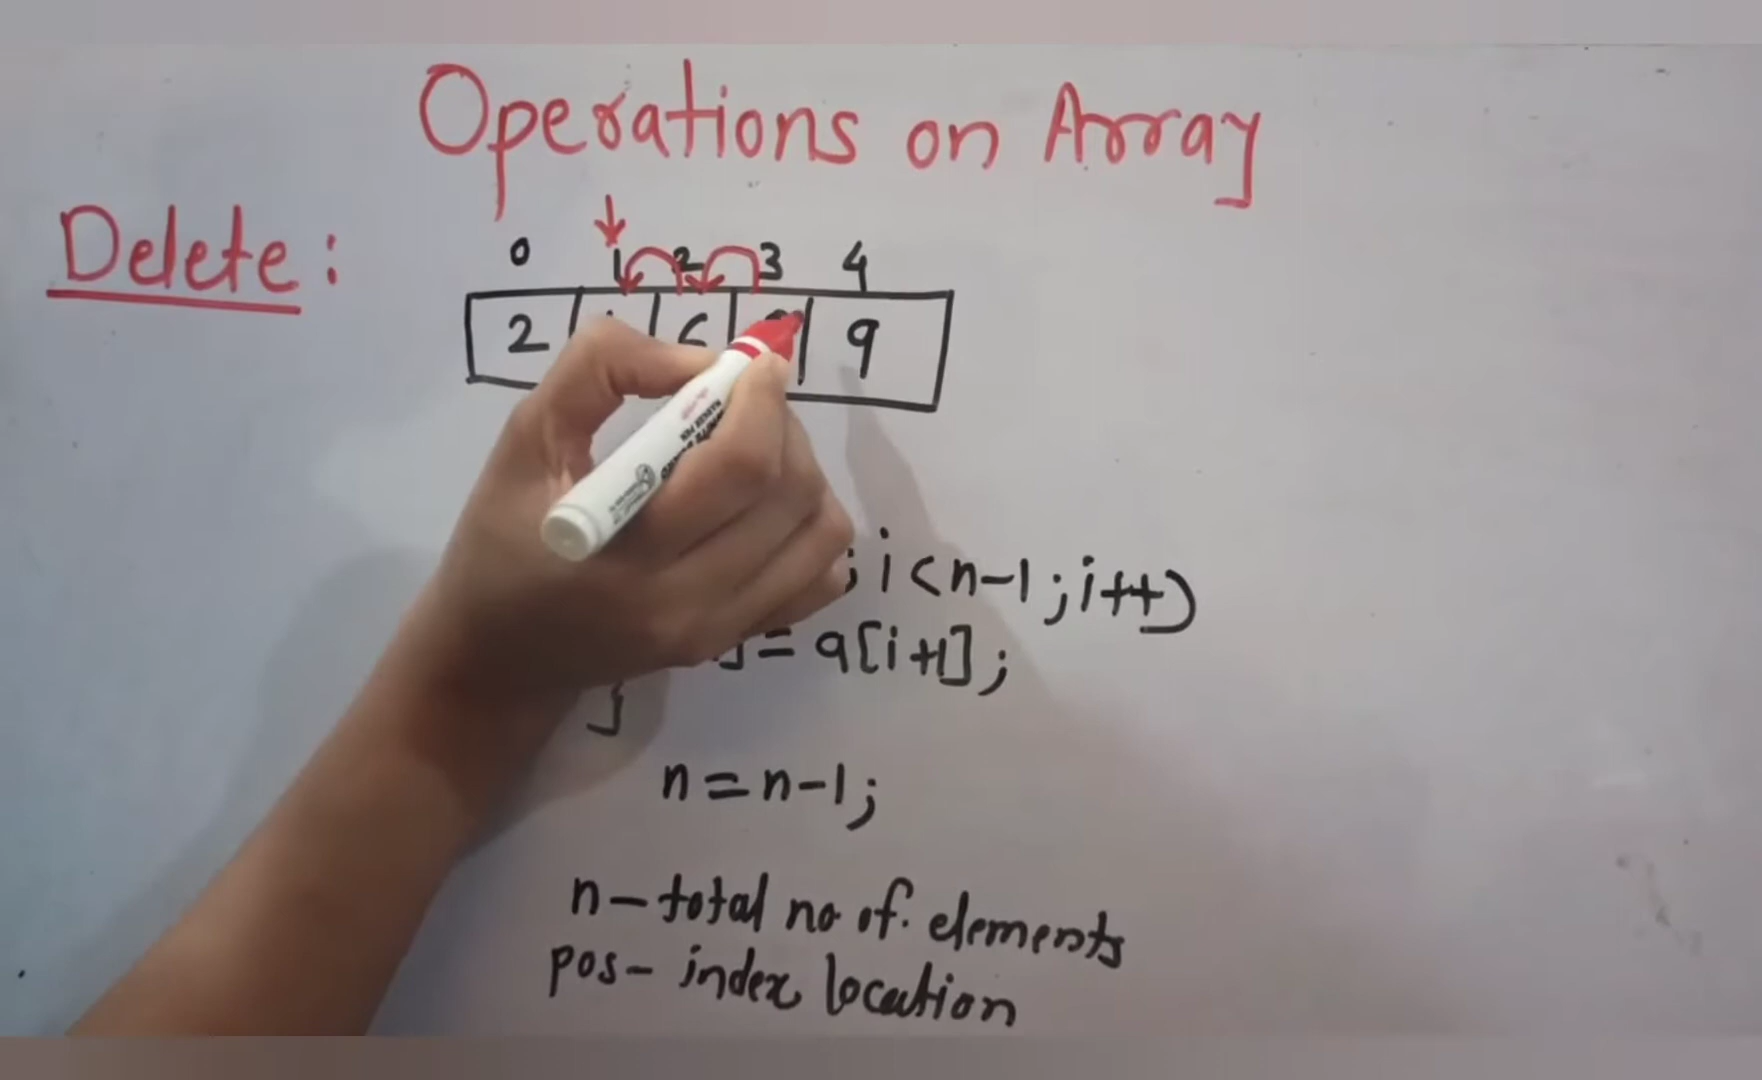 Operations on Array
Delete:
0 1 2 3 4
2 6 9
; i<n-1; i++)
]= a[i+1];
}
n=n-1;
n-total no of. elements
pos- index location